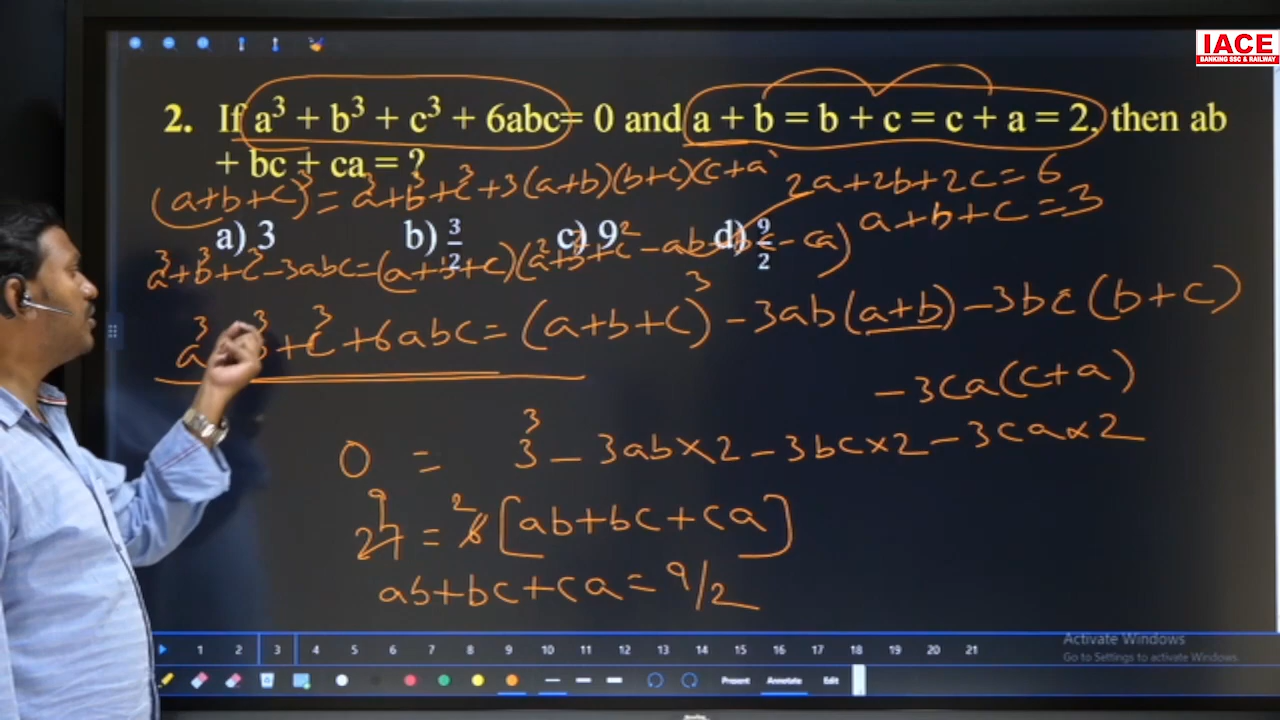 IACE
BANKING SSC & RAILWAY
2. If a³ + b³ + c³ + 6abc= 0 and a + b = b + c = c + a = 2, then ab
+ bc + ca = ?
(a+b+c)³ = a³+b³+c³+3(a+b)(b+c)(c+a)
2a+2b+2c=6
a+b+c=3
a) 3 b) 3/2 c) 9 d) 9/2
a³+b³+c³-3abc=(a+b+c)(a²+b²+c²-ab-bc-ca)
a³+b³+c³+6abc=(a+b+c)³-3ab(a+b)-3bc(b+c)
-3ca(c+a)
0 = 3³-3ab×2-3bc×2-3ca×2
9 2
27=6[ab+bc+ca]
ab+bc+ca=9/2
Activate Windows
Go to Settings to activate Windows.
1 2 3 4 5 6 7 8 9 10 11 12 13 14 15 16 17 18 19 20 21
Present Annotate Edit